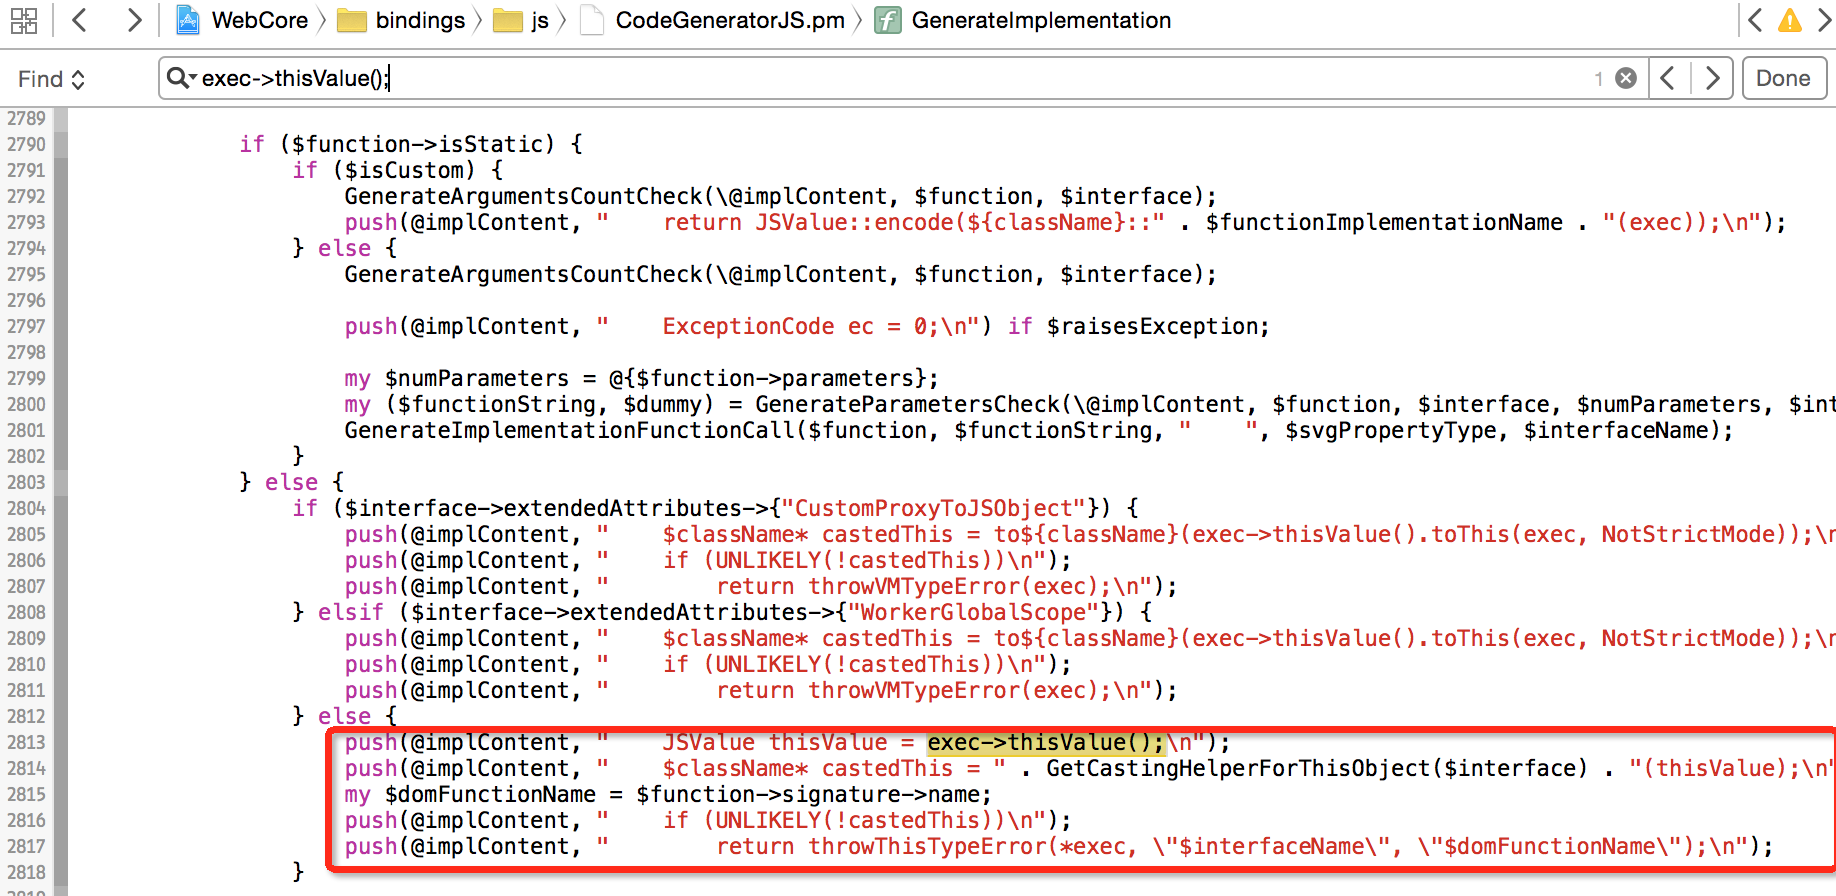 WebCore bindings js CodeGeneratorJS.pm f GenerateImplementation
Find exec->thisValue(); 1 Done
2789
2790 if ($function->isStatic) {
2791 if ($isCustom) {
2792 GenerateArgumentsCountCheck(\@implContent, $function, $interface);
2793 push(@implContent, "    return JSValue::encode(${className}::" . $functionImplementationName . "(exec));\n");
2794 } else {
2795 GenerateArgumentsCountCheck(\@implContent, $function, $interface);
2796
2797 push(@implContent, "    ExceptionCode ec = 0;\n") if $raisesException;
2798
2799 my $numParameters = @{$function->parameters};
2800 my ($functionString, $dummy) = GenerateParametersCheck(\@implContent, $function, $interface, $numParameters, $int
2801 GenerateImplementationFunctionCall($function, $functionString, "    ", $svgPropertyType, $interfaceName);
2802 }
2803 } else {
2804 if ($interface->extendedAttributes->{"CustomProxyToJSObject"}) {
2805 push(@implContent, "    $className* castedThis = to${className}(exec->thisValue().toThis(exec, NotStrictMode));\n
2806 push(@implContent, "    if (UNLIKELY(!castedThis))\n");
2807 push(@implContent, "        return throwVMTypeError(exec);\n");
2808 } elsif ($interface->extendedAttributes->{"WorkerGlobalScope"}) {
2809 push(@implContent, "    $className* castedThis = to${className}(exec->thisValue().toThis(exec, NotStrictMode));\n
2810 push(@implContent, "    if (UNLIKELY(!castedThis))\n");
2811 push(@implContent, "        return throwVMTypeError(exec);\n");
2812 } else {
2813 push(@implContent, "    JSValue thisValue = exec->thisValue();\n");
2814 push(@implContent, "    $className* castedThis = " . GetCastingHelperForThisObject($interface) . "(thisValue);\n"
2815 my $domFunctionName = $function->signature->name;
2816 push(@implContent, "    if (UNLIKELY(!castedThis))\n");
2817 push(@implContent, "        return throwThisTypeError(*exec, \"$interfaceName\", \"$domFunctionName\");\n");
2818 }